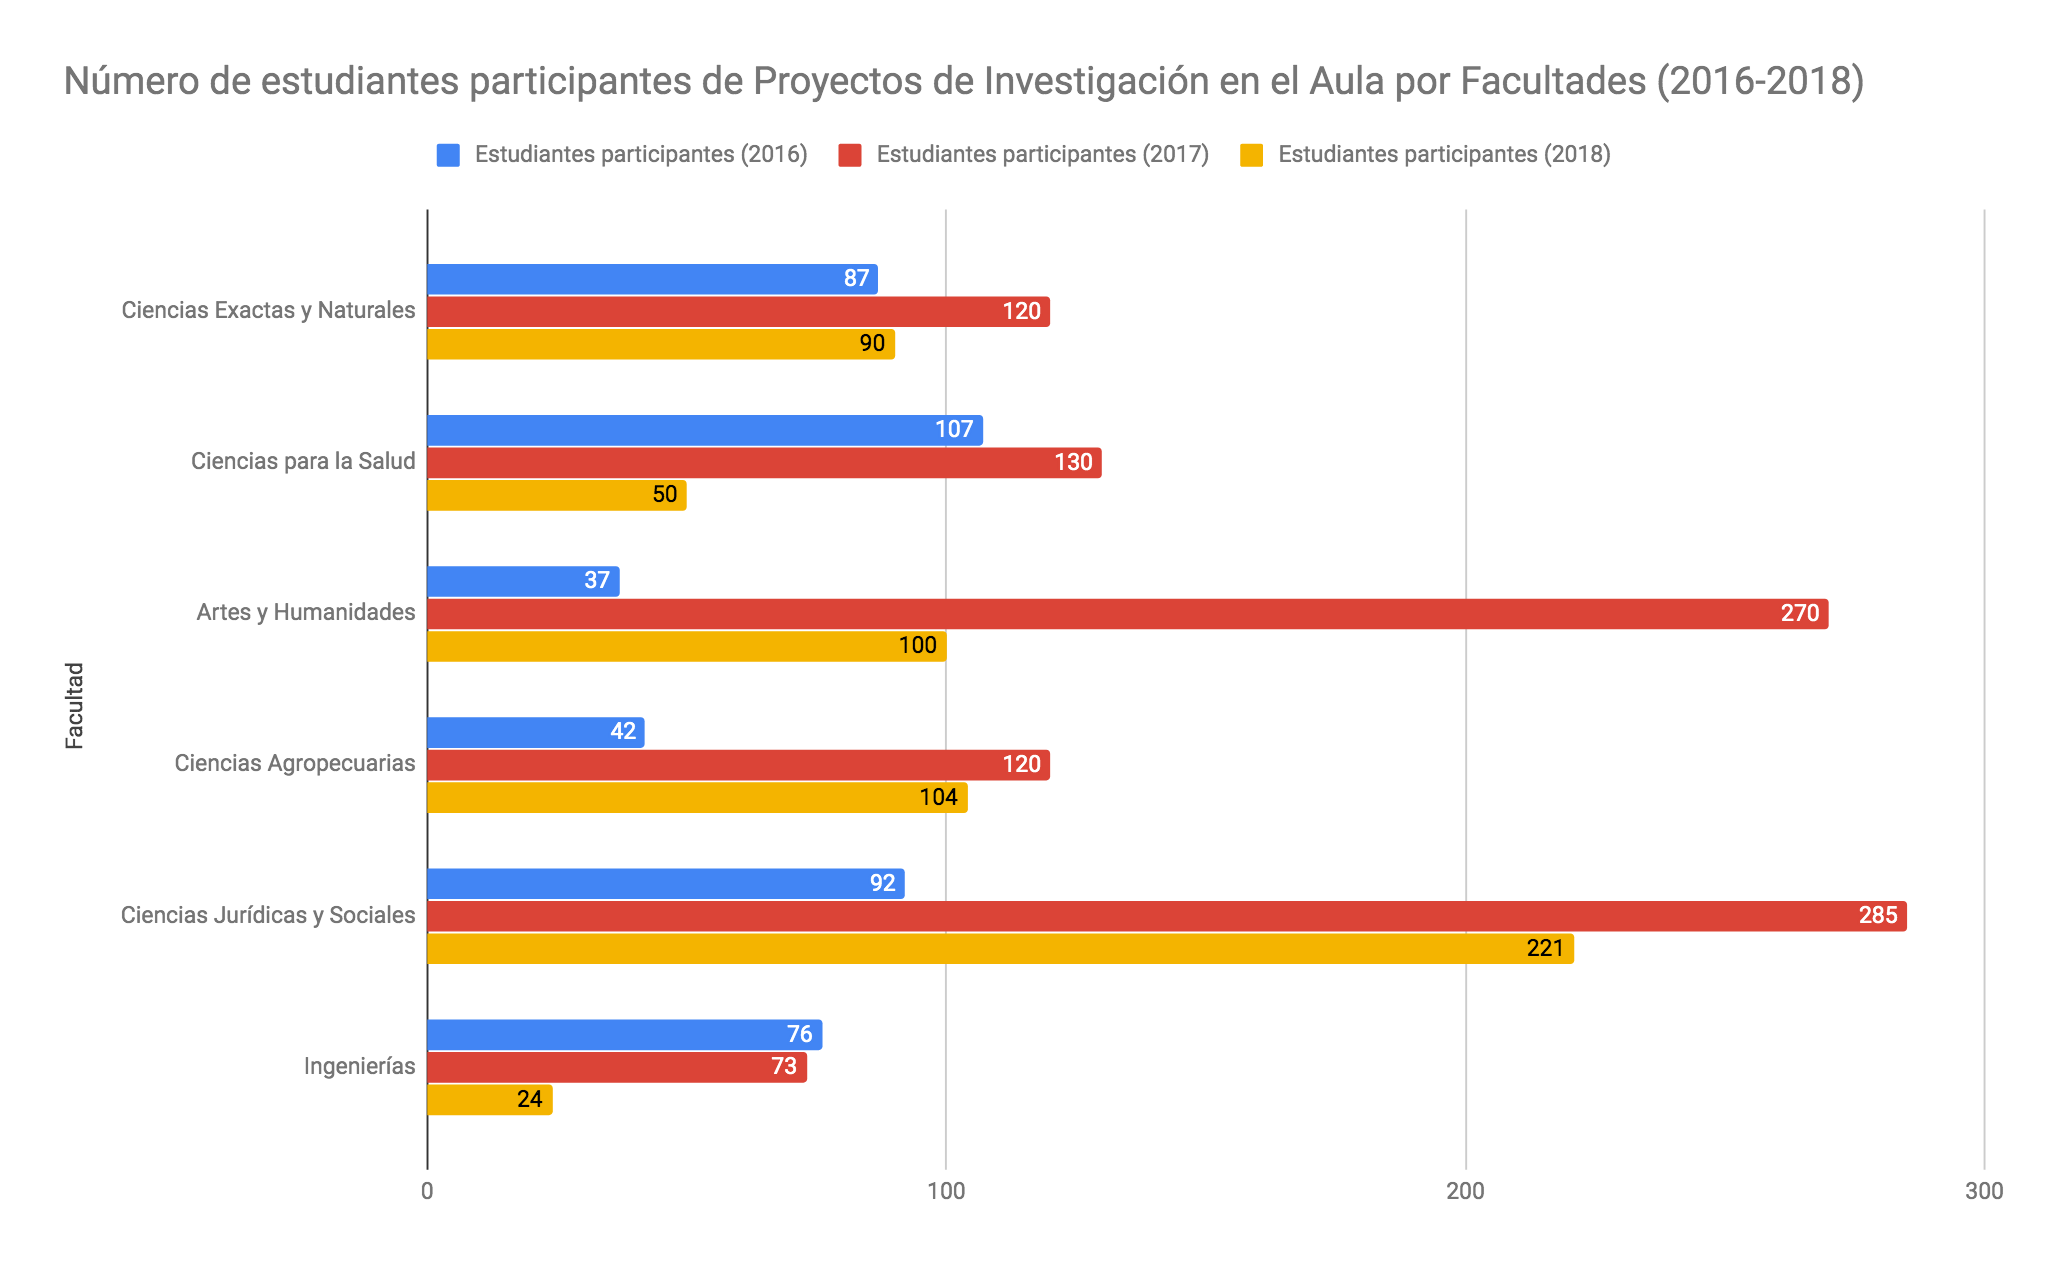 Número de estudiantes participantes de Proyectos de Investigación en el Aula por Facultades (2016-2018)
Estudiantes participantes (2016) Estudiantes participantes (2017) Estudiantes participantes (2018)
Facultad
87
Ciencias Exactas y Naturales 120
90
107
Ciencias para la Salud 130
50
37
Artes y Humanidades 270
100
42
Ciencias Agropecuarias 120
104
92
Ciencias Jurídicas y Sociales 285
221
76
Ingenierías 73
24
0 100 200 300